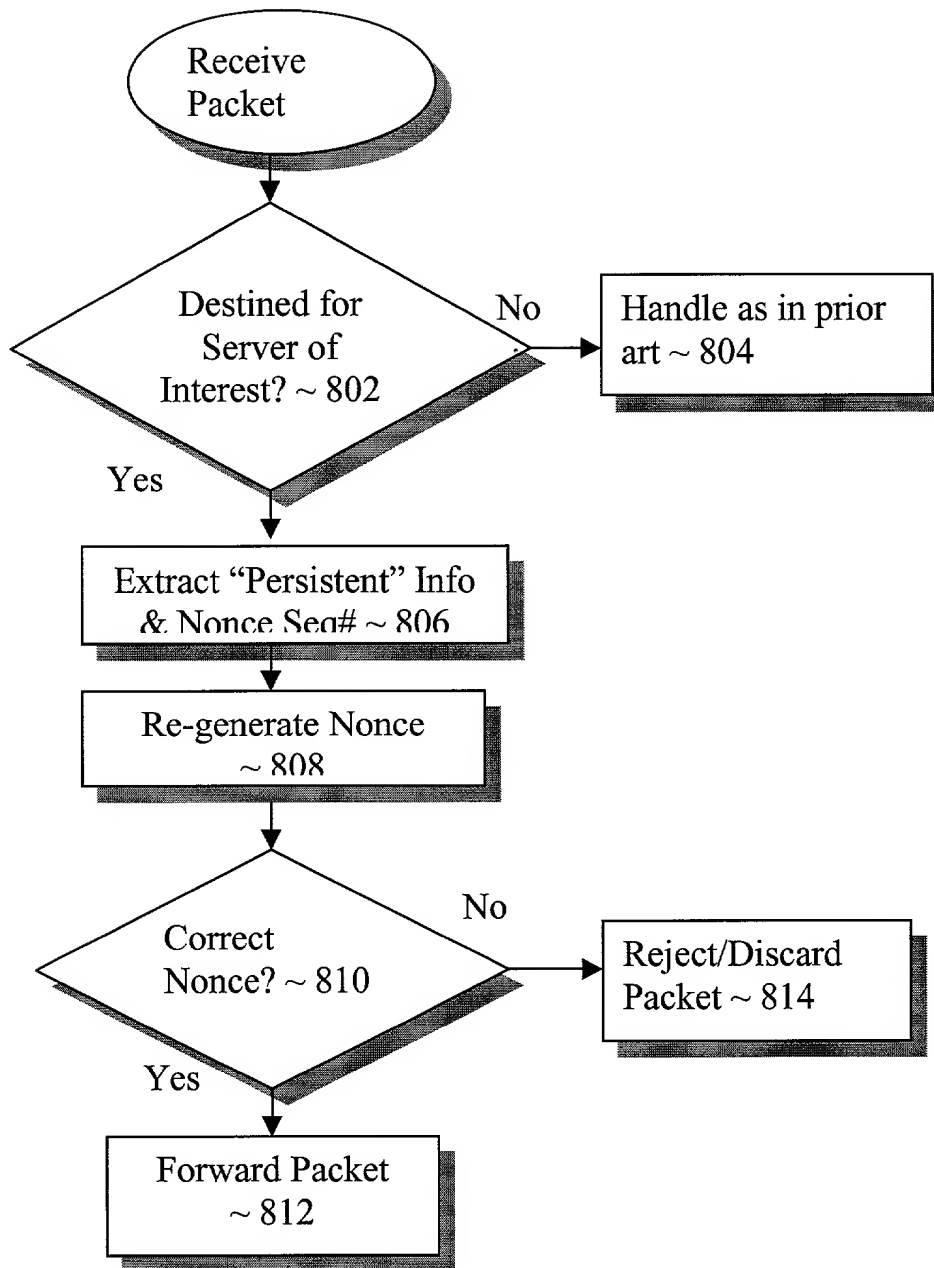 Receive
Packet
Destined for
Server of
Interest? ~ 802
No
Handle as in prior
art ~ 804
Yes
Extract “Persistent” Info
& Nonce Seq# ~ 806
Re-generate Nonce
~ 808
Correct
Nonce? ~ 810
No
Reject/Discard
Packet ~ 814
Yes
Forward Packet
~ 812